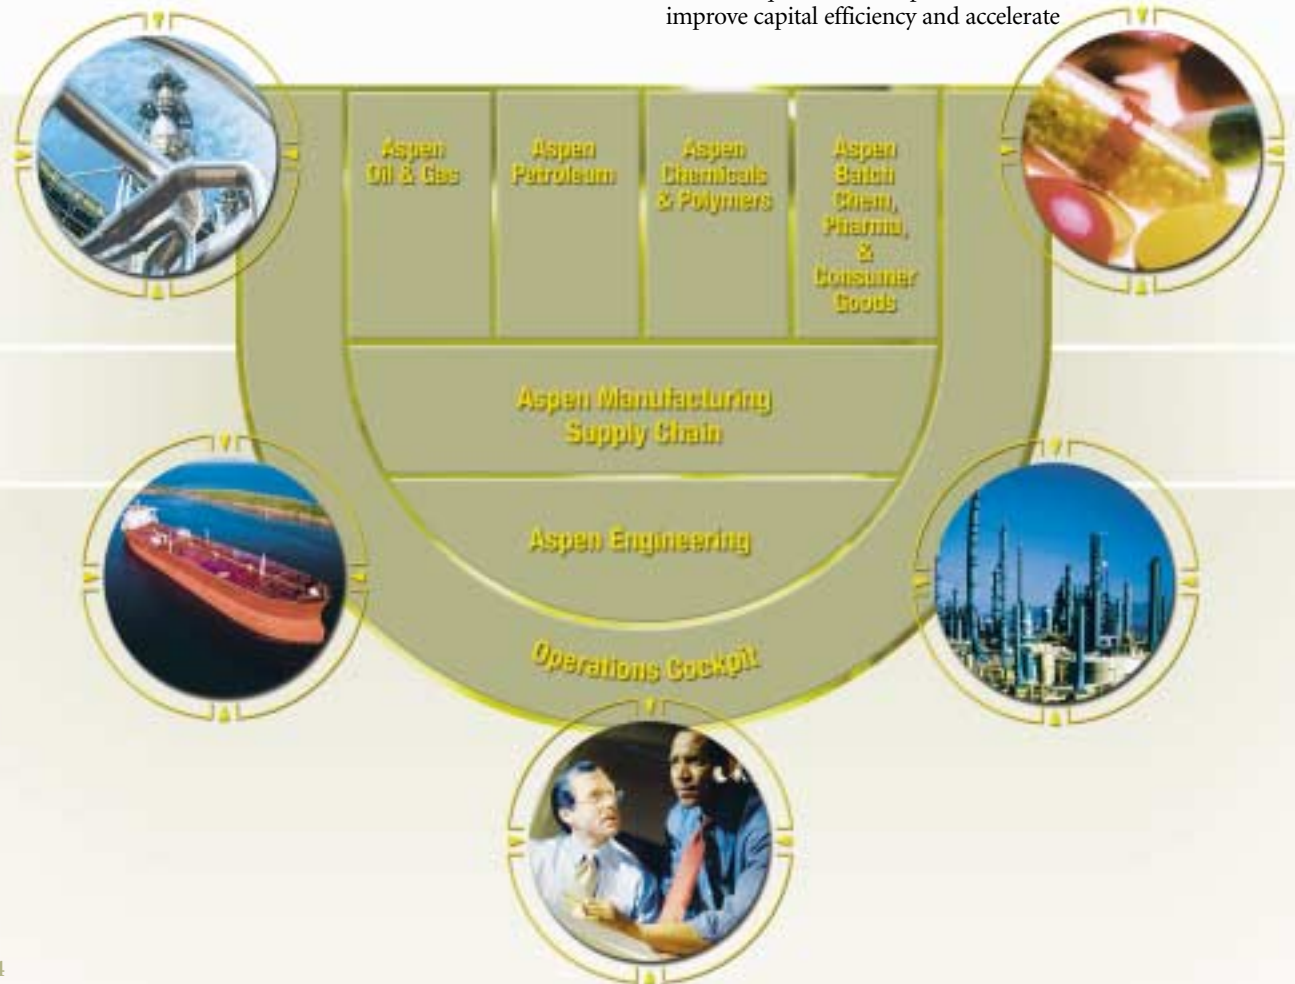 improve capital efficiency and accelerate
Aspen
Oil & Gas
Aspen
Petroleum
Aspen
Chemicals
& Polymers
Aspen
Batch
Chem,
Pharma,
&
Consumer
Goods
Aspen Manufacturing
Supply Chain
Aspen Engineering
Operations Cockpit
4